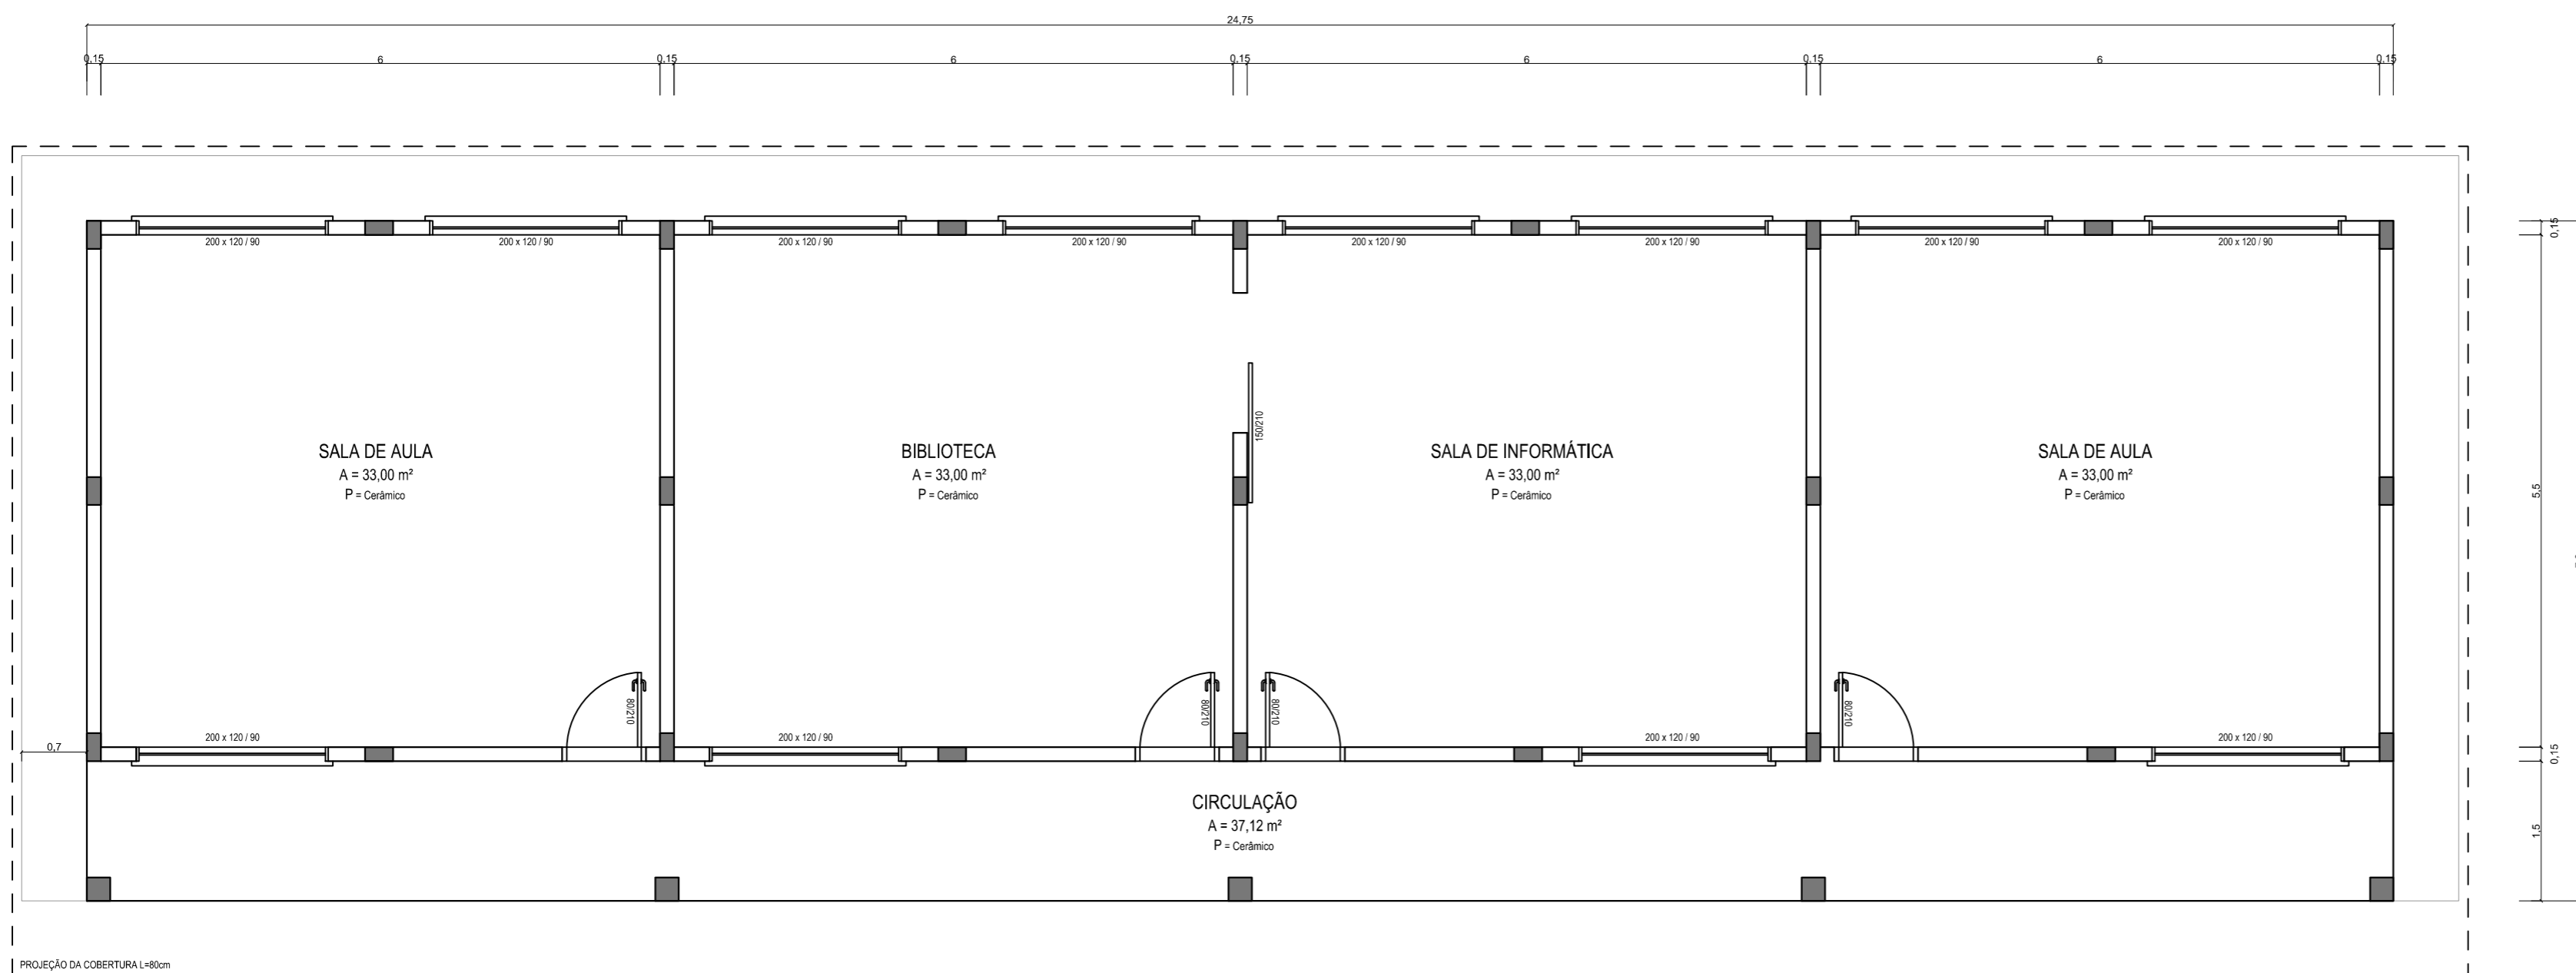 24,75
0,15 6 0,15 6 0,15 6 0,15 6 0,15
200 x 120 / 90 200 x 120 / 90 200 x 120 / 90 200 x 120 / 90 200 x 120 / 90 200 x 120 / 90 200 x 120 / 90 200 x 120 / 90
0,15
150/210
SALA DE AULA
A = 33,00 m²
P = Cerâmico
BIBLIOTECA
A = 33,00 m²
P = Cerâmico
SALA DE INFORMÁTICA
A = 33,00 m²
P = Cerâmico
SALA DE AULA
A = 33,00 m²
P = Cerâmico
5,5
80/210
80/210
80/210
80/210
200 x 120 / 90 200 x 120 / 90 200 x 120 / 90 200 x 120 / 90
0,7
0,15
CIRCULAÇÃO
A = 37,12 m²
P = Cerâmico
1,5
PROJEÇÃO DA COBERTURA L=80cm